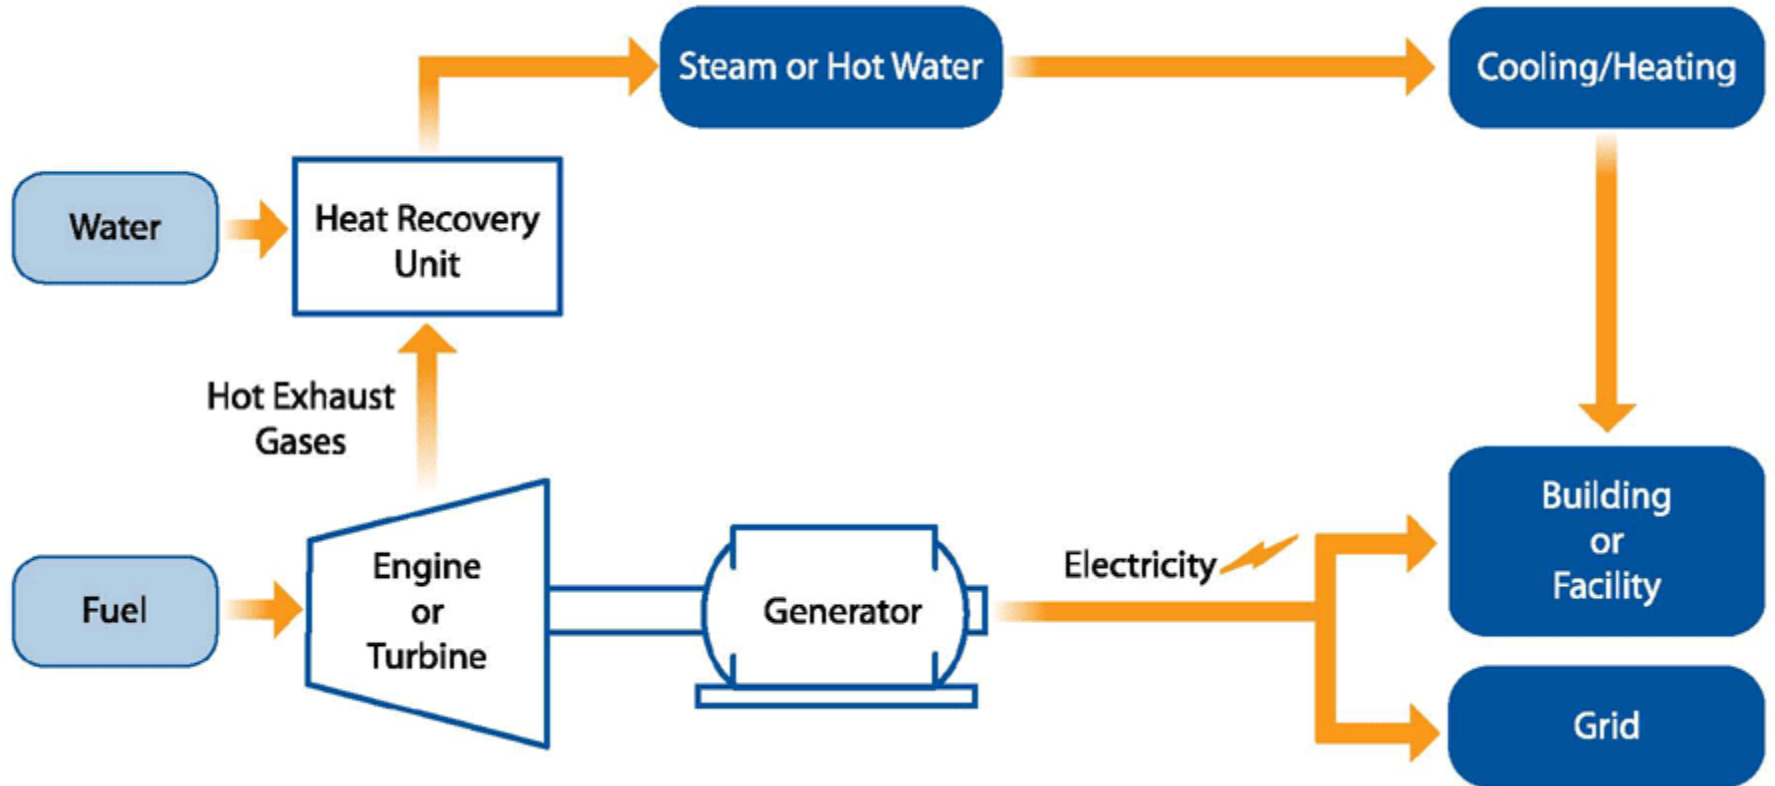 Steam or Hot Water
Cooling/Heating
Water
Heat Recovery
Unit
Hot Exhaust
Gases
Building
or
Facility
Electricity
Fuel
Engine
or
Turbine
Generator
Grid